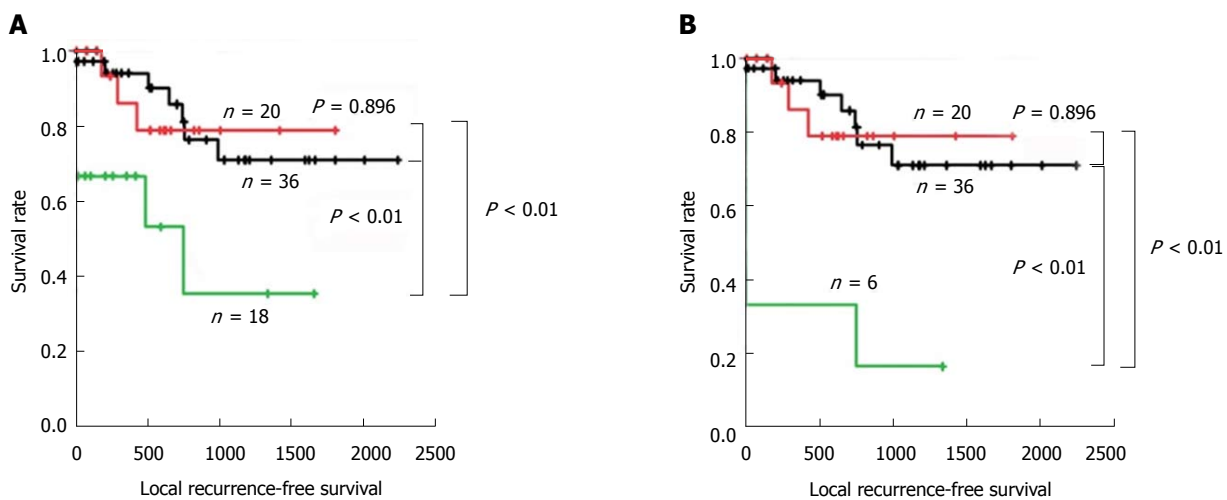 A
1.0
0.8
0.6
0.4
0.2
0.0
Survival rate
n = 20
P = 0.896
n = 36
P < 0.01
P < 0.01
n = 18
0 500 1000 1500 2000 2500
Local recurrence-free survival
B
1.0
0.8
0.6
0.4
0.2
0.0
Survival rate
n = 20
P = 0.896
n = 36
P < 0.01
P < 0.01
n = 6
0 500 1000 1500 2000 2500
Local recurrence-free survival